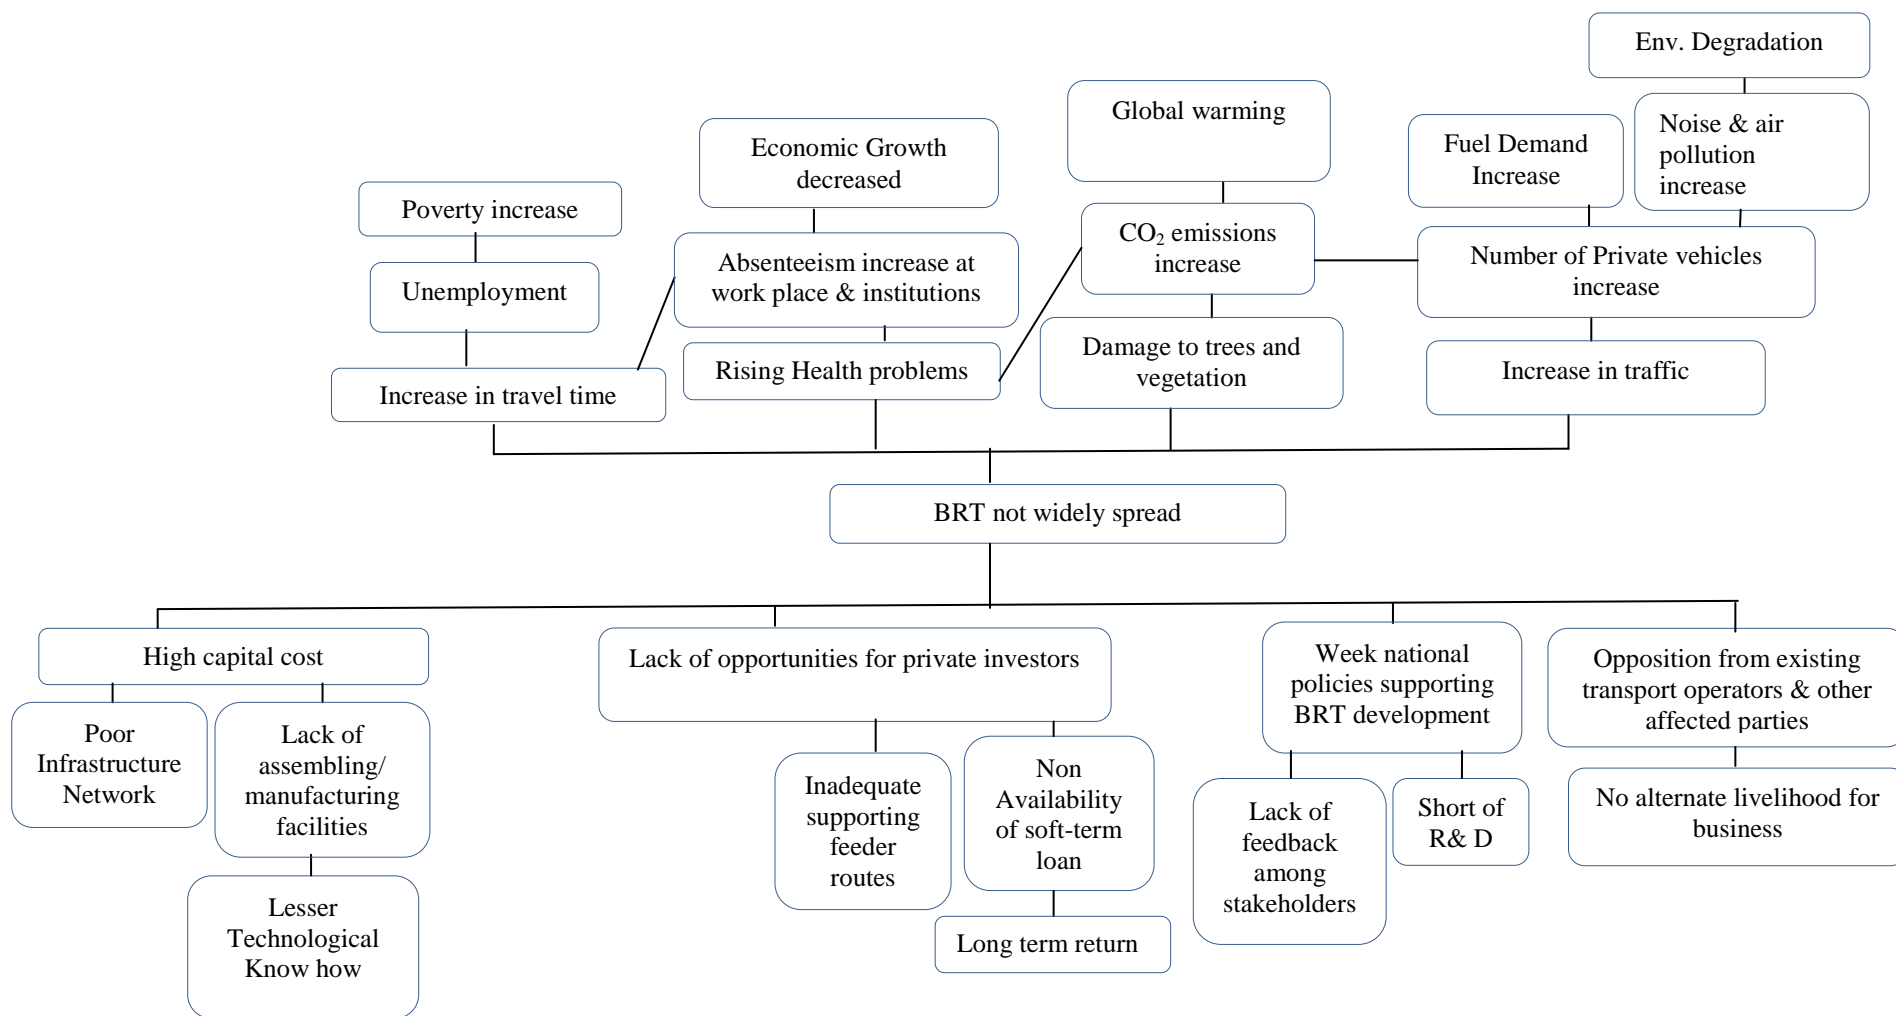 Env. Degradation
Global warming
Noise & air
pollution
increase
Fuel Demand
Increase
Economic Growth
decreased
Poverty increase
CO₂ emissions
increase
Number of Private vehicles
increase
Absenteeism increase at
work place & institutions
Unemployment
Damage to trees and
vegetation
Rising Health problems
Increase in traffic
Increase in travel time
BRT not widely spread
High capital cost
Lack of opportunities for private investors
Week national
policies supporting
BRT development
Opposition from existing
transport operators & other
affected parties
Poor
Infrastructure
Network
Lack of
assembling/
manufacturing
facilities
Inadequate
supporting
feeder
routes
Non
Availability
of soft-term
loan
Lack of
feedback
among
stakeholders
Short of
R& D
No alternate livelihood for
business
Lesser
Technological
Know how
Long term return